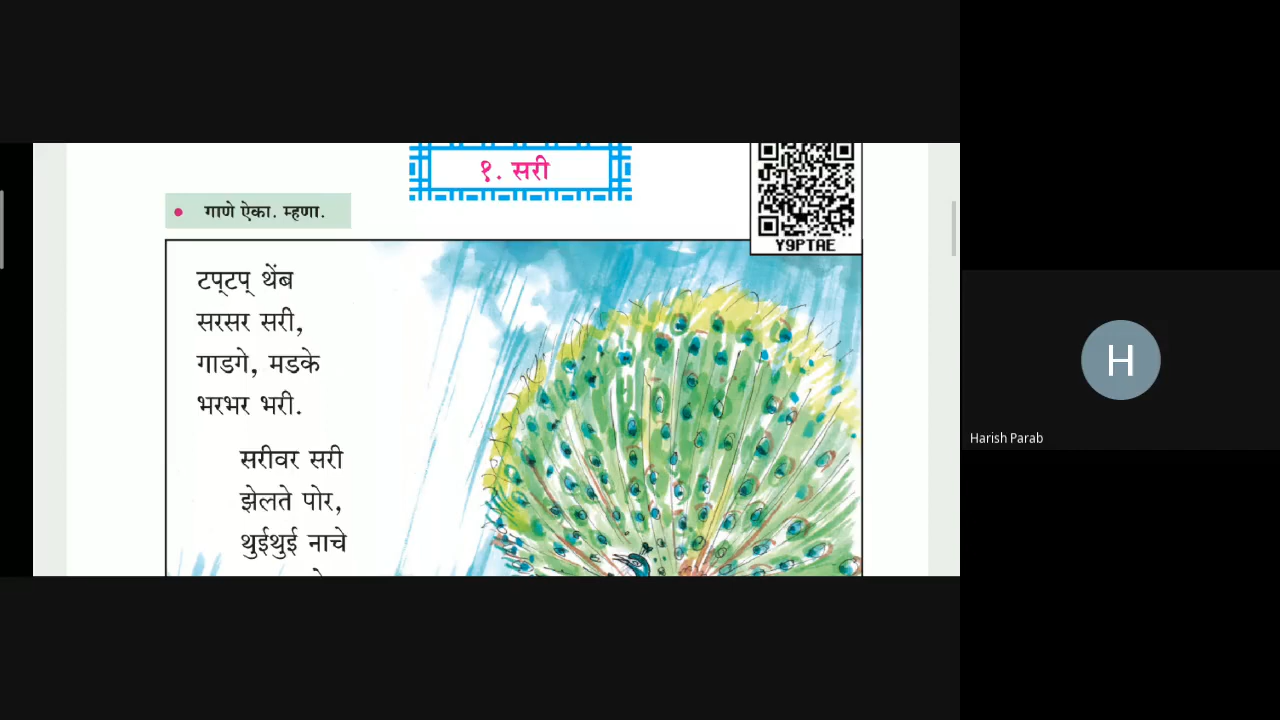 १. सरी
Y9PTAE
गाणे ऐका. म्हणा.
टप्‌टप् थेंब
सरसर सरी,
गाडगे, मडके
भरभर भरी.
सरीवर सरी
झेलते पोर,
थुईथुई नाचे
H
Harish Parab